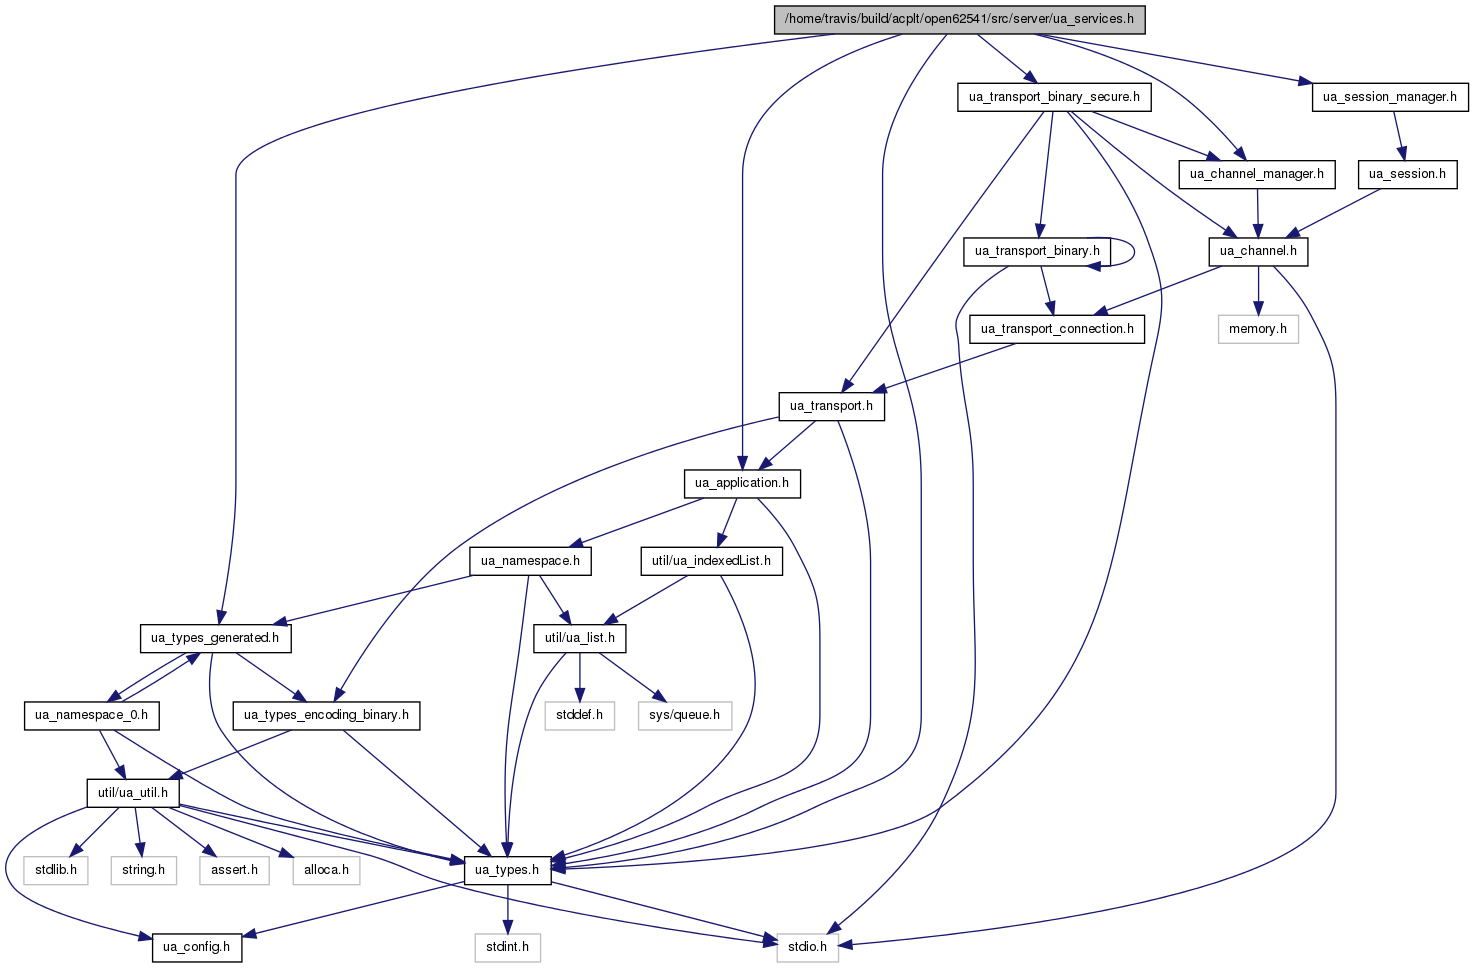 /home/travis/build/acplt/open62541/src/server/ua_services.h
ua_transport_binary_secure.h
ua_session_manager.h
ua_channel_manager.h
ua_session.h
ua_transport_binary.h
ua_channel.h
ua_transport_connection.h
memory.h
ua_transport.h
ua_application.h
ua_namespace.h
util/ua_indexedList.h
ua_types_generated.h
util/ua_list.h
ua_namespace_0.h
ua_types_encoding_binary.h
stddef.h
sys/queue.h
util/ua_util.h
stdlib.h
string.h
assert.h
alloca.h
ua_types.h
ua_config.h
stdint.h
stdio.h